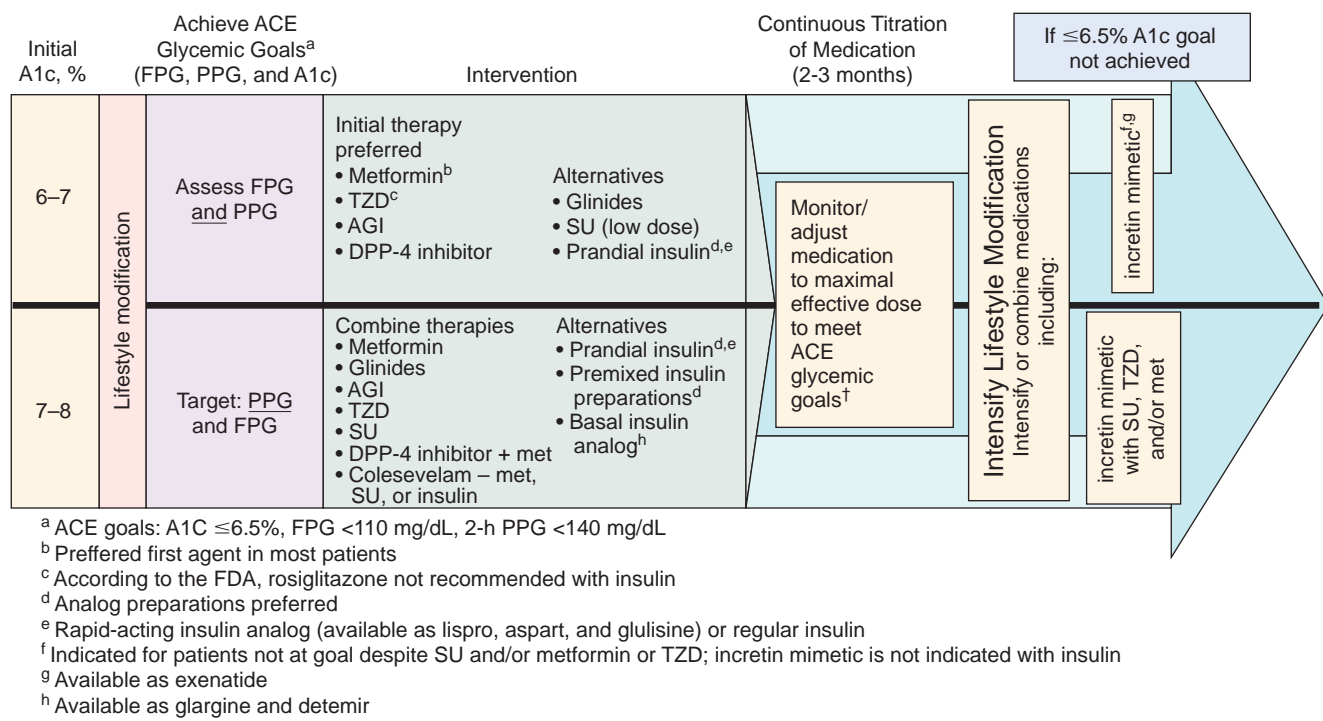 Initial
A1c, %
Achieve ACE
Glycemic Goalsᵃ
(FPG, PPG, and A1c)
Intervention
Continuous Titration
of Medication
(2-3 months)
If ≤6.5% A1c goal
not achieved
6–7
7–8
Lifestyle modification
Assess FPG
and PPG
Target: PPG
and FPG
Initial therapy
preferred
• Metforminᵇ
• TZDᶜ
• AGI
• DPP-4 inhibitor
Alternatives
• Glinides
• SU (low dose)
• Prandial insulinᵈ,ᵉ
Combine therapies
• Metformin
• Glinides
• AGI
• TZD
• SU
• DPP-4 inhibitor + met
• Colesevelam – met,
SU, or insulin
Alternatives
• Prandial insulinᵈ,ᵉ
• Premixed insulin
preparationsᵈ
• Basal insulin
analogʰ
Monitor/
adjust
medication
to maximal
effective dose
to meet
ACE
glycemic
goals†
Intensify Lifestyle Modification
Intensify or combine medications
including:
incretin mimeticᶠ,ᵍ
incretin mimetic
with SU, TZD,
and/or met
ᵃ ACE goals: A1C ≤6.5%, FPG <110 mg/dL, 2-h PPG <140 mg/dL
ᵇ Preffered first agent in most patients
ᶜ According to the FDA, rosiglitazone not recommended with insulin
ᵈ Analog preparations preferred
ᵉ Rapid-acting insulin analog (available as lispro, aspart, and glulisine) or regular insulin
ᶠ Indicated for patients not at goal despite SU and/or metformin or TZD; incretin mimetic is not indicated with insulin
ᵍ Available as exenatide
ʰ Available as glargine and detemir